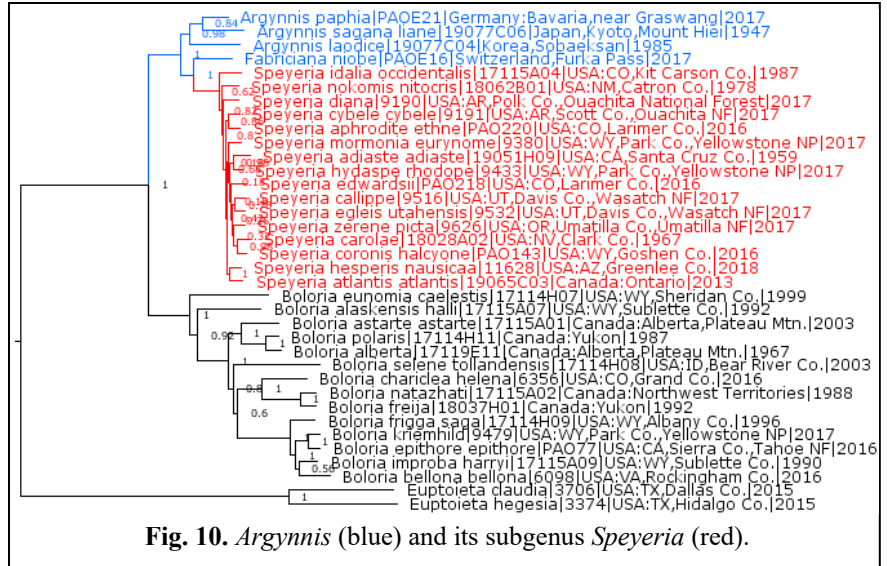 Argynnis paphia|PAOE21|Germany:Bavaria,near Graswang|2017
0.84
Argynnis sagana liane|19077C06|Japan,Kyoto,Mount Hiei|1947
0.98
Argynnis laodice|19077C04|Korea,Sobaeksan|1985
1
Fabriciana niobe|PAOE16|Switzerland,Furka Pass|2017
1
Speyeria idalia occidentalis|17115A04|USA:CO,Kit Carson Co.|1987
Speyeria nokomis nitocris|18062B01|USA:NM,Catron Co.|1978
Speyeria diana|9190|USA:AR,Polk Co.,Ouachita National Forest|2017
Speyeria cybele cybele|9191|USA:AR,Scott Co.,Ouachita NF|2017
Speyeria aphrodite ethne|PAO220|USA:CO,Larimer Co.|2016
Speyeria mormonia eurynome|9380|USA:WY,Park Co.,Yellowstone NP|2017
Speyeria adiaste adiaste|19051H09|USA:CA,Santa Cruz Co.|1959
Speyeria hydaspe rhodope|9433|USA:WY,Park Co.,Yellowstone NP|2017
Speyeria edwardsii|PAO218|USA:CO,Larimer Co.|2016
1
Speyeria callippe|9516|USA:UT,Davis Co.,Wasatch NF|2017
Speyeria egleis utahensis|9532|USA:UT,Davis Co.,Wasatch NF|2017
Speyeria zerene picta|9626|USA:OR,Umatilla Co.,Umatilla NF|2017
Speyeria carolae|18028A02|USA:NV,Clark Co.|1967
Speyeria coronis halcyone|PAO143|USA:WY,Goshen Co.|2016
Speyeria hesperis nausicaa|11628|USA:AZ,Greenlee Co.|2018
1
Speyeria atlantis atlantis|19065C03|Canada:Ontario|2013
Boloria eunomia caelestis|17114H07|USA:WY,Sheridan Co.|1999
1
Boloria alaskensis halli|17115A07|USA:WY,Sublette Co.|1992
Boloria astarte astarte|17115A01|Canada:Alberta,Plateau Mtn.|2003
0.92
1
Boloria polaris|17114H11|Canada:Yukon|1987
1
Boloria alberta|17119E11|Canada:Alberta,Plateau Mtn.|1967
1
Boloria selene tollandensis|17114H08|USA:ID,Bear River Co.|2003
Boloria chariclea helena|6356|USA:CO,Grand Co.|2016
0.8
1
Boloria natazhati|17115A02|Canada:Northwest Territories|1988
1
Boloria freija|18037H01|Canada:Yukon|1992
0.6
Boloria frigga saga|17114H09|USA:WY,Albany Co.|1996
1
Boloria kriemhild|9479|USA:WY,Park Co.,Yellowstone NP|2017
1
Boloria epithore epithore|PAO77|USA:CA,Sierra Co.,Tahoe NF|2016
1
Boloria improba harryi|17115A09|USA:WY,Sublette Co.|1990
0.56
Boloria bellona bellona|6098|USA:VA,Rockingham Co.|2016
Euptoieta claudia|3706|USA:TX,Dallas Co.|2015
1
Euptoieta hegesia|3374|USA:TX,Hidalgo Co.|2015
Fig. 10. Argynnis (blue) and its subgenus Speyeria (red).